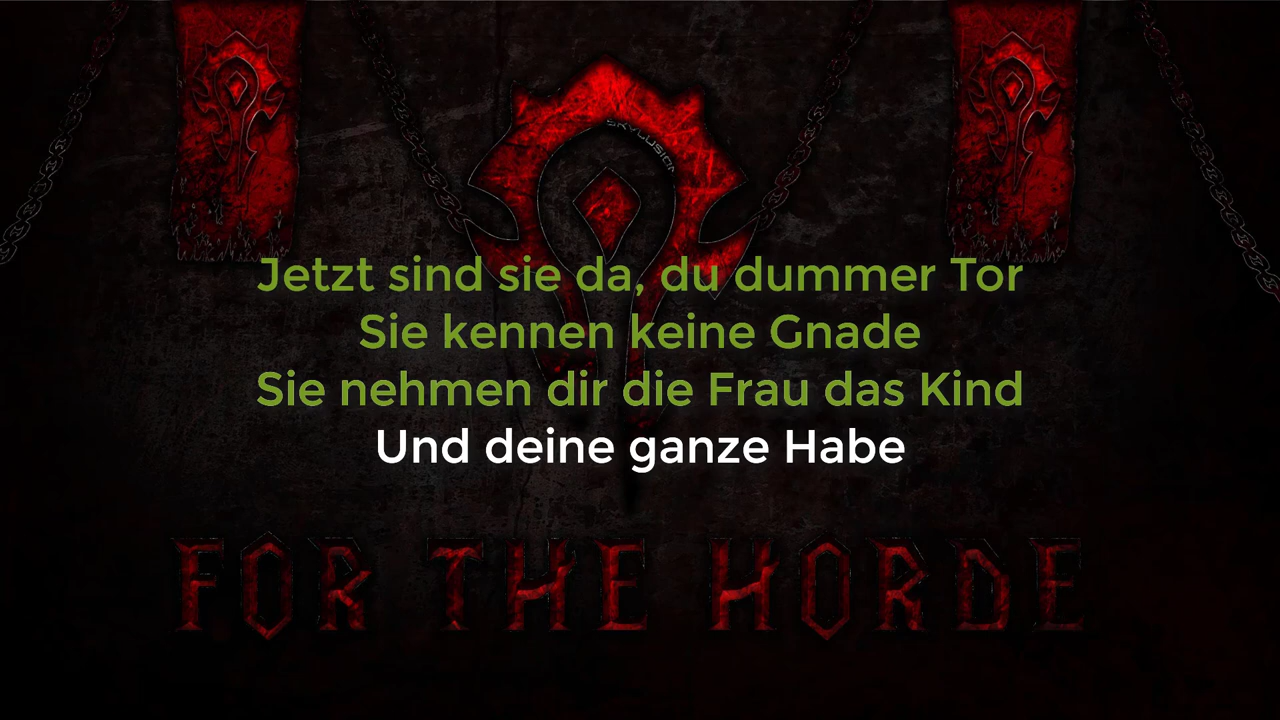 SKYLUSION
Jetzt sind sie da, du dummer Tor
Sie kennen keine Gnade
Sie nehmen dir die Frau das Kind
Und deine ganze Habe
FOR THE HORDE